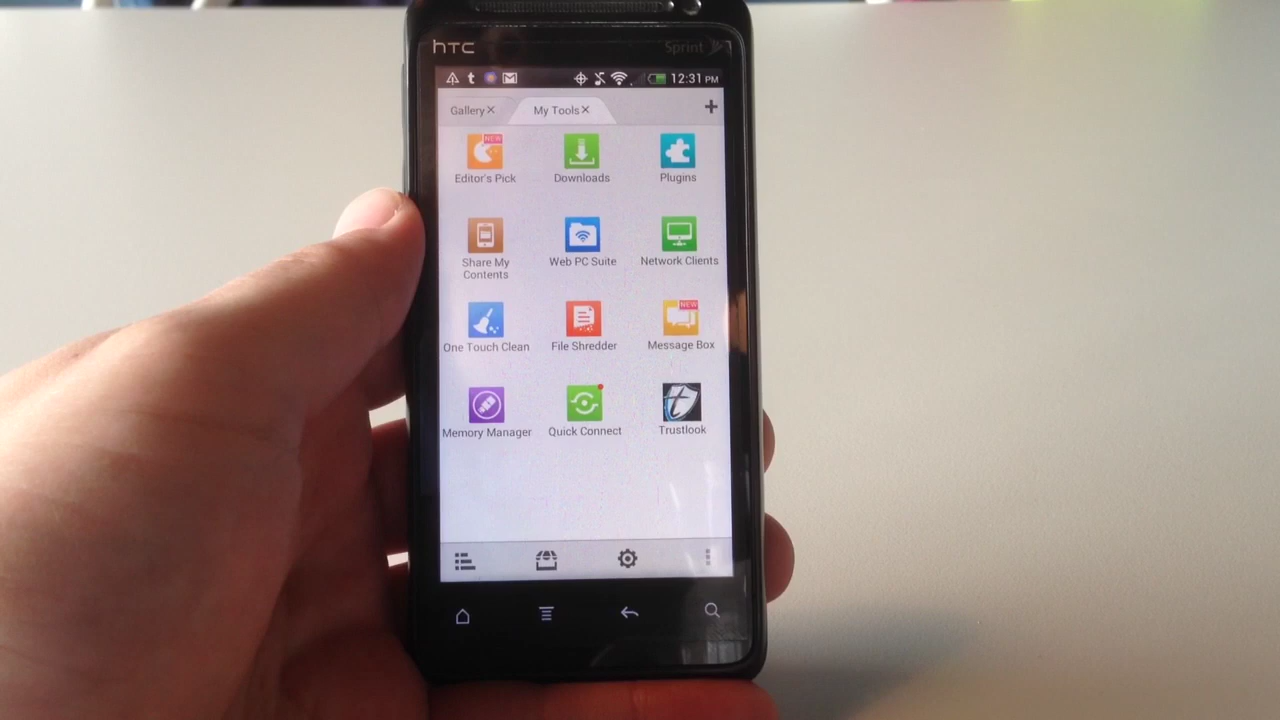 hTC
Sprint
t
12:31 PM
Gallery
My Tools
NEW
Editor's Pick
Downloads
Plugins
Share My
Contents
Web PC Suite
Network Clients
NEW
One Touch Clean
File Shredder
Message Box
Memory Manager
Quick Connect
t
Trustlook